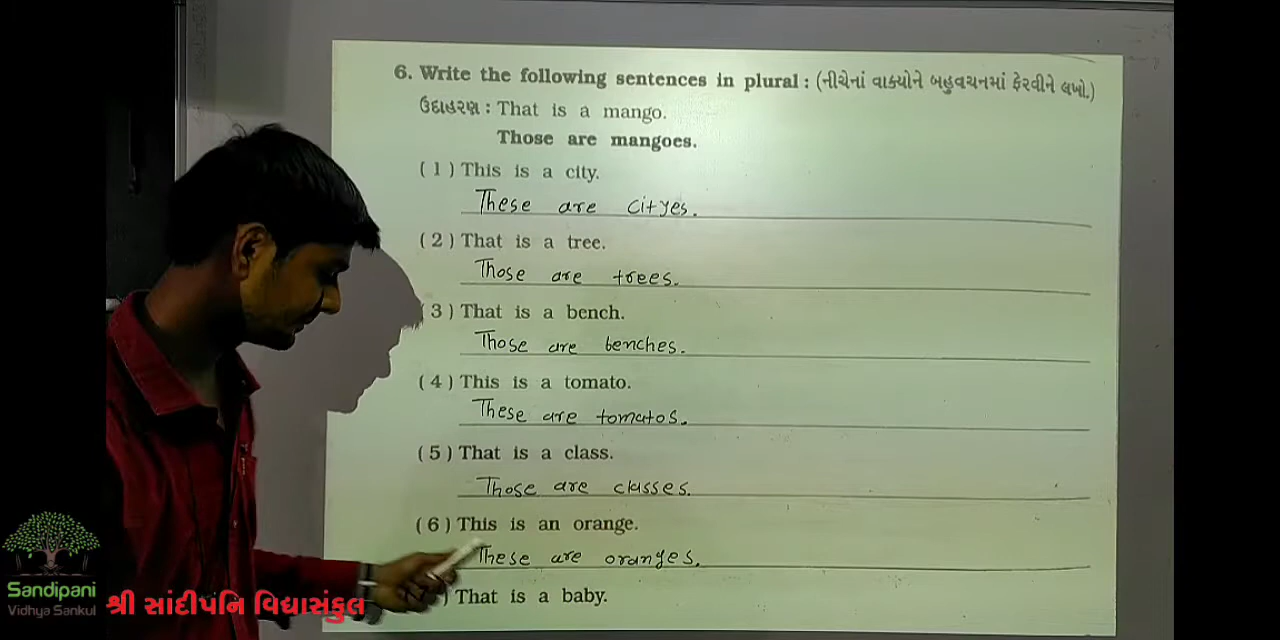 6. Write the following sentences in plural : (નીચેનાં વાક્યોને બહુવચનમાં ફેરવીને લખો.)
ઉદાહરણ : That is a mango.
Those are mangoes.
( 1 ) This is a city.
These are cityes.
( 2 ) That is a tree.
Those are trees.
( 3 ) That is a bench.
Those are benches.
( 4 ) This is a tomato.
These are tomatos.
( 5 ) That is a class.
Those are classes.
( 6 ) This is an orange.
These are oranges.
) That is a baby.
Sandipani
Vidhya Sankul
શ્રી સાંદીપનિ વિદ્યાસંકુલ